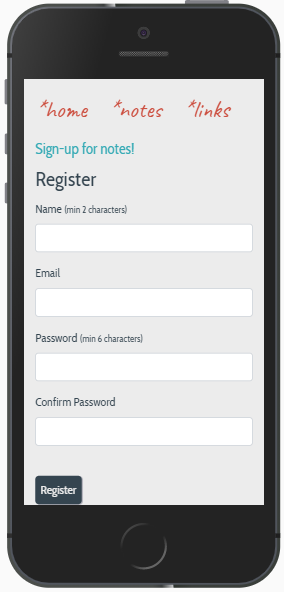 *home *notes *links
Sign-up for notes!
Register
Name (min 2 characters)
Email
Password (min 6 characters)
Confirm Password
Register